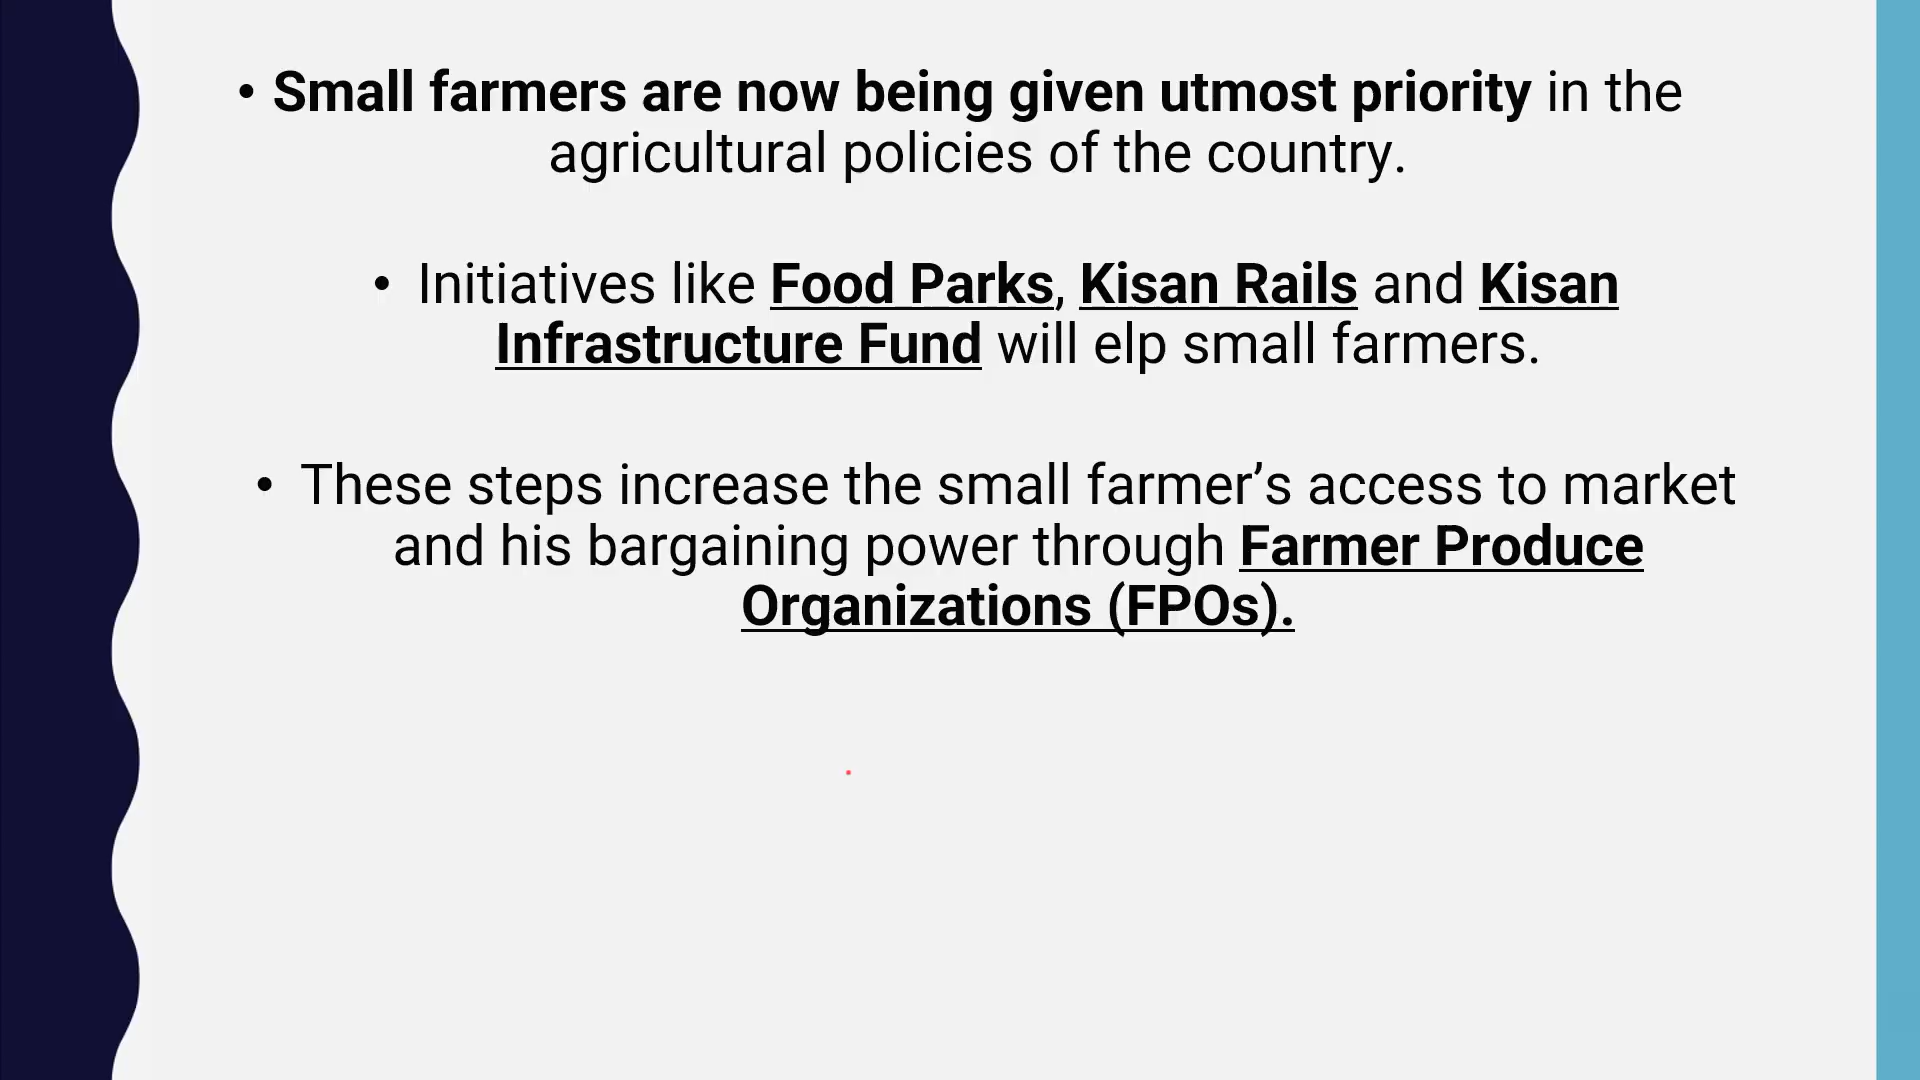 • Small farmers are now being given utmost priority in the
agricultural policies of the country.
• Initiatives like Food Parks, Kisan Rails and Kisan
Infrastructure Fund will elp small farmers.
• These steps increase the small farmer’s access to market
and his bargaining power through Farmer Produce
Organizations (FPOs).